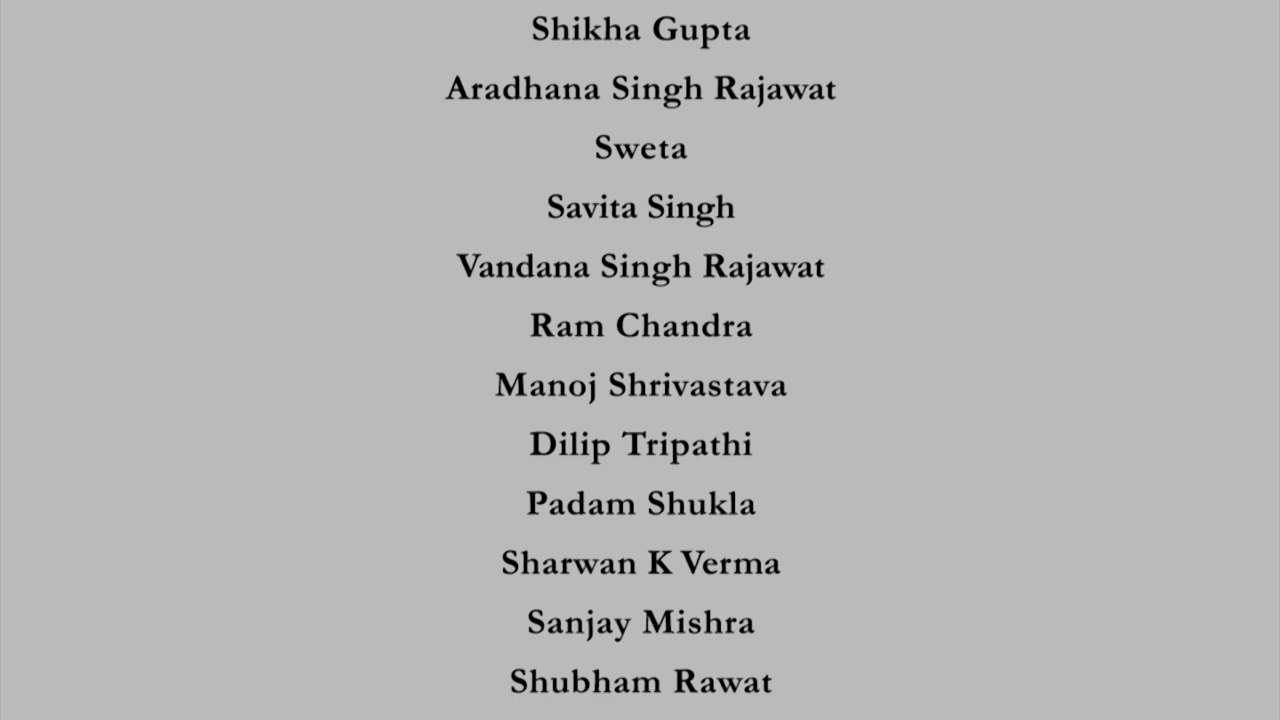 Shikha Gupta
Aradhana Singh Rajawat
Sweta
Savita Singh
Vandana Singh Rajawat
Ram Chandra
Manoj Shrivastava
Dilip Tripathi
Padam Shukla
Sharwan K Verma
Sanjay Mishra
Shubham Rawat